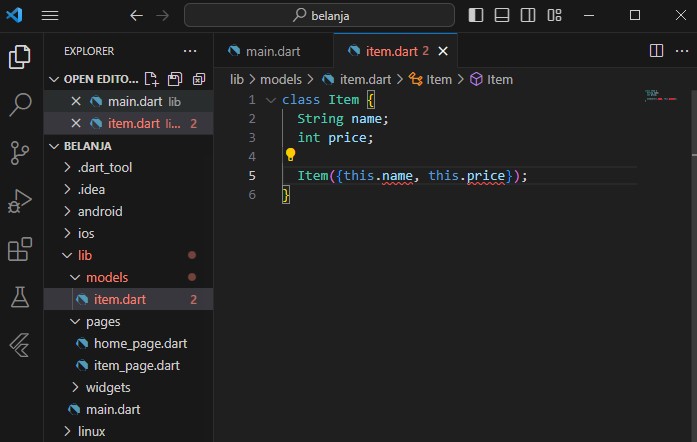 belanja
EXPLORER ...
OPEN EDITO...
main.dart lib
item.dart li... 2
BELANJA
.dart_tool
.idea
android
ios
lib
models
item.dart 2
pages
home_page.dart
item_page.dart
widgets
main.dart
linux
main.dart
item.dart 2
lib > models > item.dart > Item > Item
1 class Item {
2 String name;
3 int price;
4
5 Item({this.name, this.price});
6 }